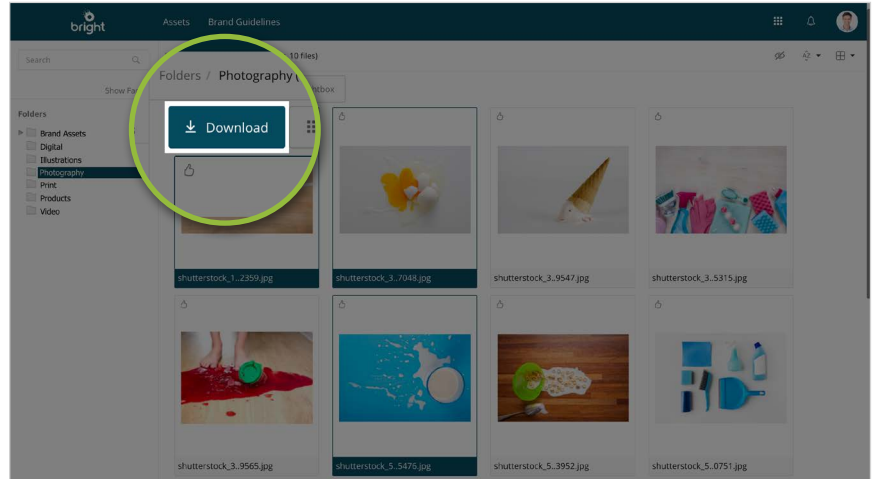 bright
Assets Brand Guidelines
Search
10 files)
Folders / Photography (
Show
Download
Folders
Brand Assets
Digital
Illustrations
Photography
Print
Products
Video
shutterstock_1..2359.jpg
shutterstock_3..7048.jpg
shutterstock_3..9547.jpg
shutterstock_3..5315.jpg
shutterstock_3..9565.jpg
shutterstock_5..5476.jpg
shutterstock_5..3952.jpg
shutterstock_5..0751.jpg